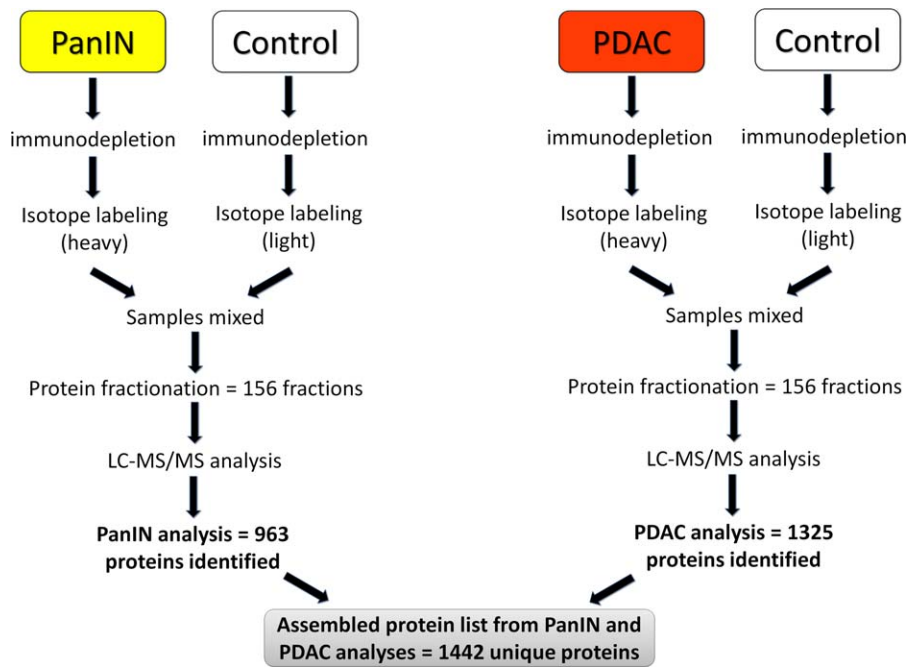 PanIN
Control
immunodepletion
immunodepletion
Isotope labeling
(heavy)
Isotope labeling
(light)
Samples mixed
Protein fractionation = 156 fractions
LC-MS/MS analysis
PanIN analysis = 963
proteins identified
PDAC
Control
immunodepletion
immunodepletion
Isotope labeling
(heavy)
Isotope labeling
(light)
Samples mixed
Protein fractionation = 156 fractions
LC-MS/MS analysis
PDAC analysis = 1325
proteins identified
Assembled protein list from PanIN and
PDAC analyses = 1442 unique proteins